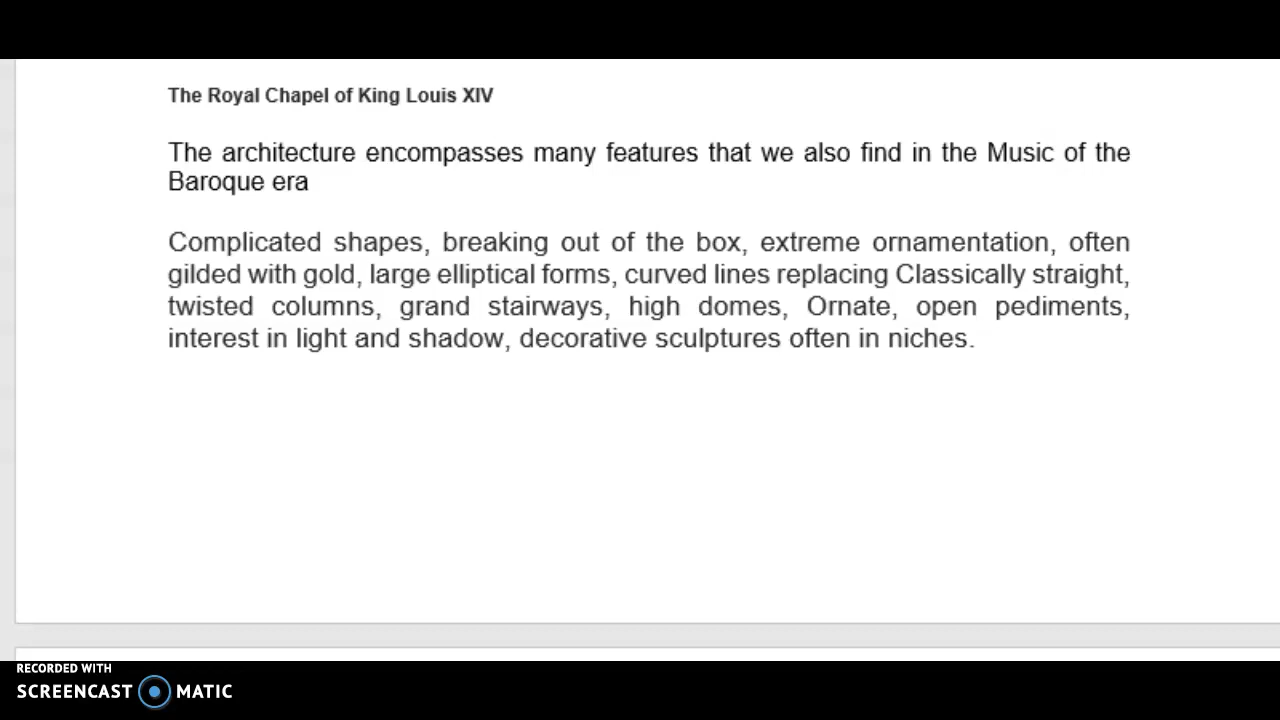 The Royal Chapel of King Louis XIV
The architecture encompasses many features that we also find in the Music of the
Baroque era
Complicated shapes, breaking out of the box, extreme ornamentation, often
gilded with gold, large elliptical forms, curved lines replacing Classically straight,
twisted columns, grand stairways, high domes, Ornate, open pediments,
interest in light and shadow, decorative sculptures often in niches.
RECORDED WITH
SCREENCAST MATIC